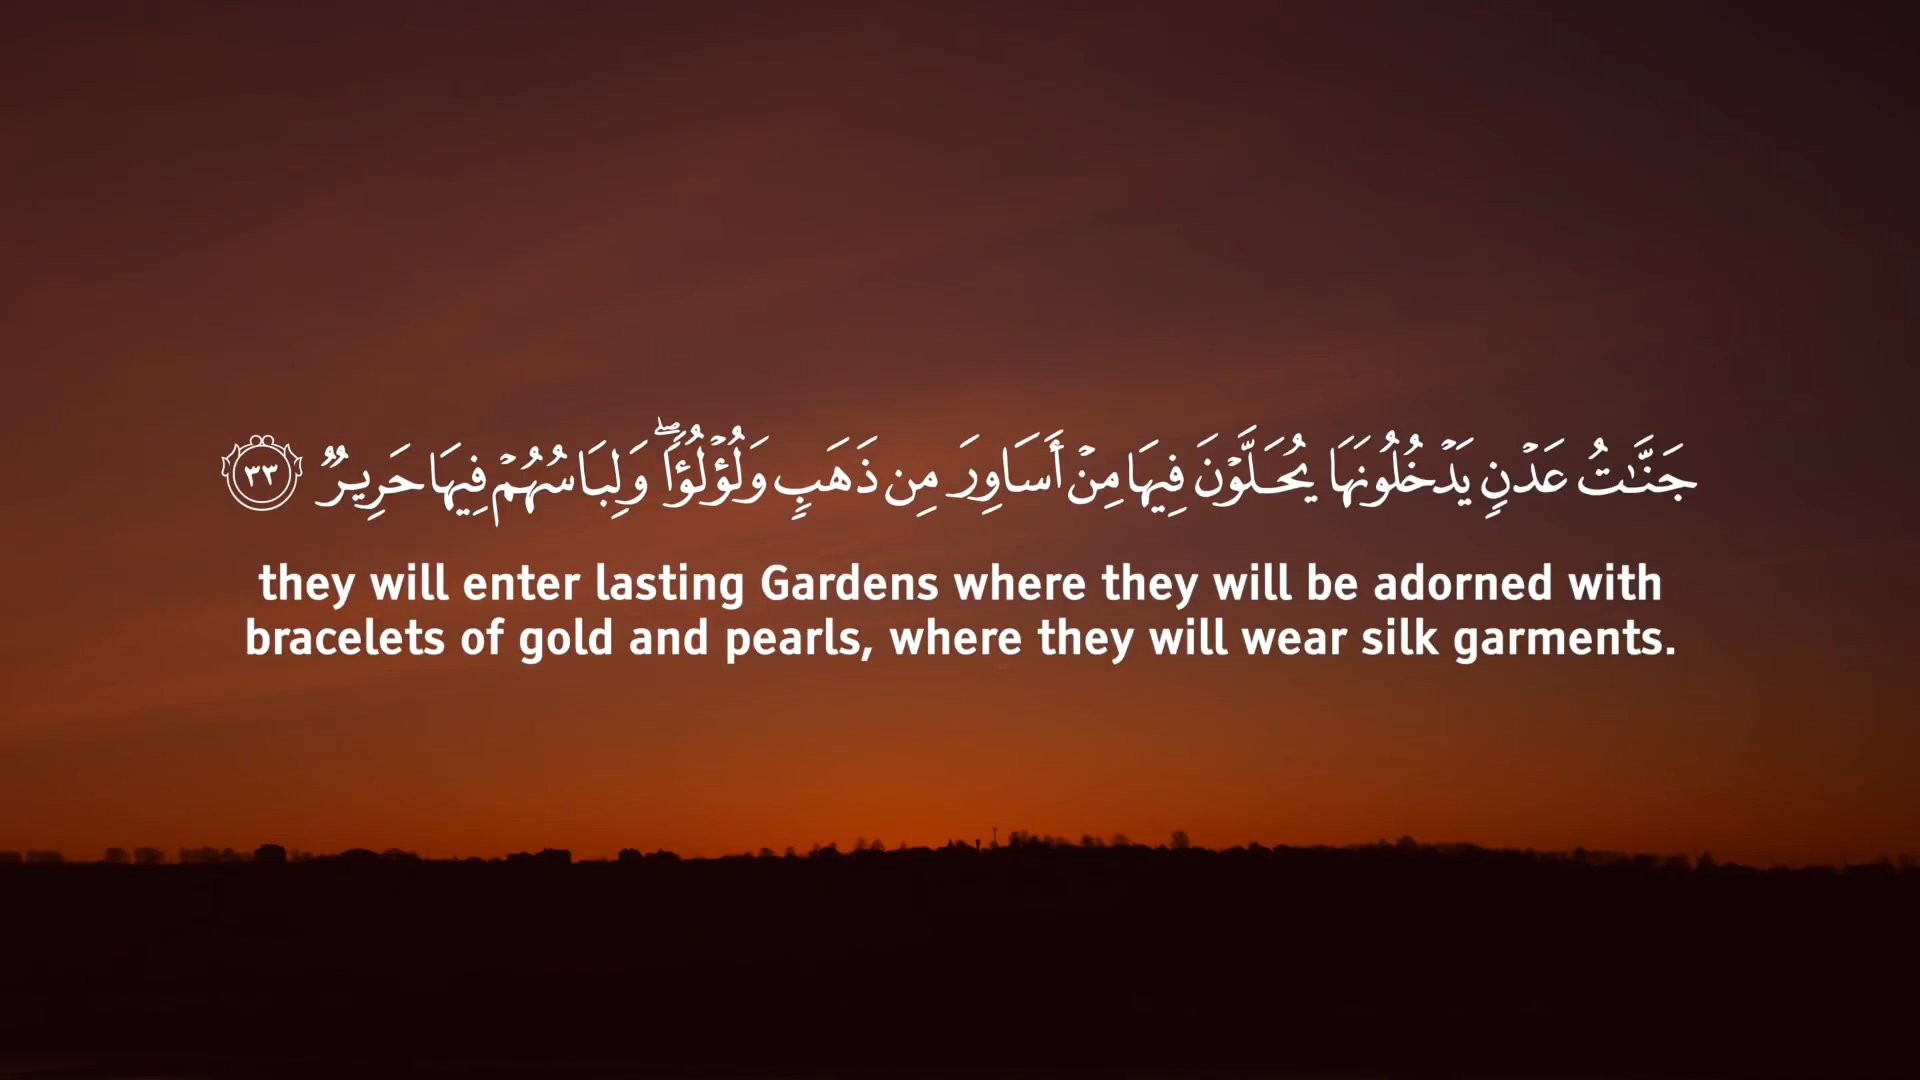 جَنَّـٰتُ عَدْنٍ يَدْخُلُونَهَا يُحَلَّوْنَ فِيهَا مِنْ أَسَاوِرَ مِن ذَهَبٍ وَلُؤْلُؤًا ۖ وَلِبَاسُهُمْ فِيهَا حَرِيرٌ ٣٣
they will enter lasting Gardens where they will be adorned with
bracelets of gold and pearls, where they will wear silk garments.